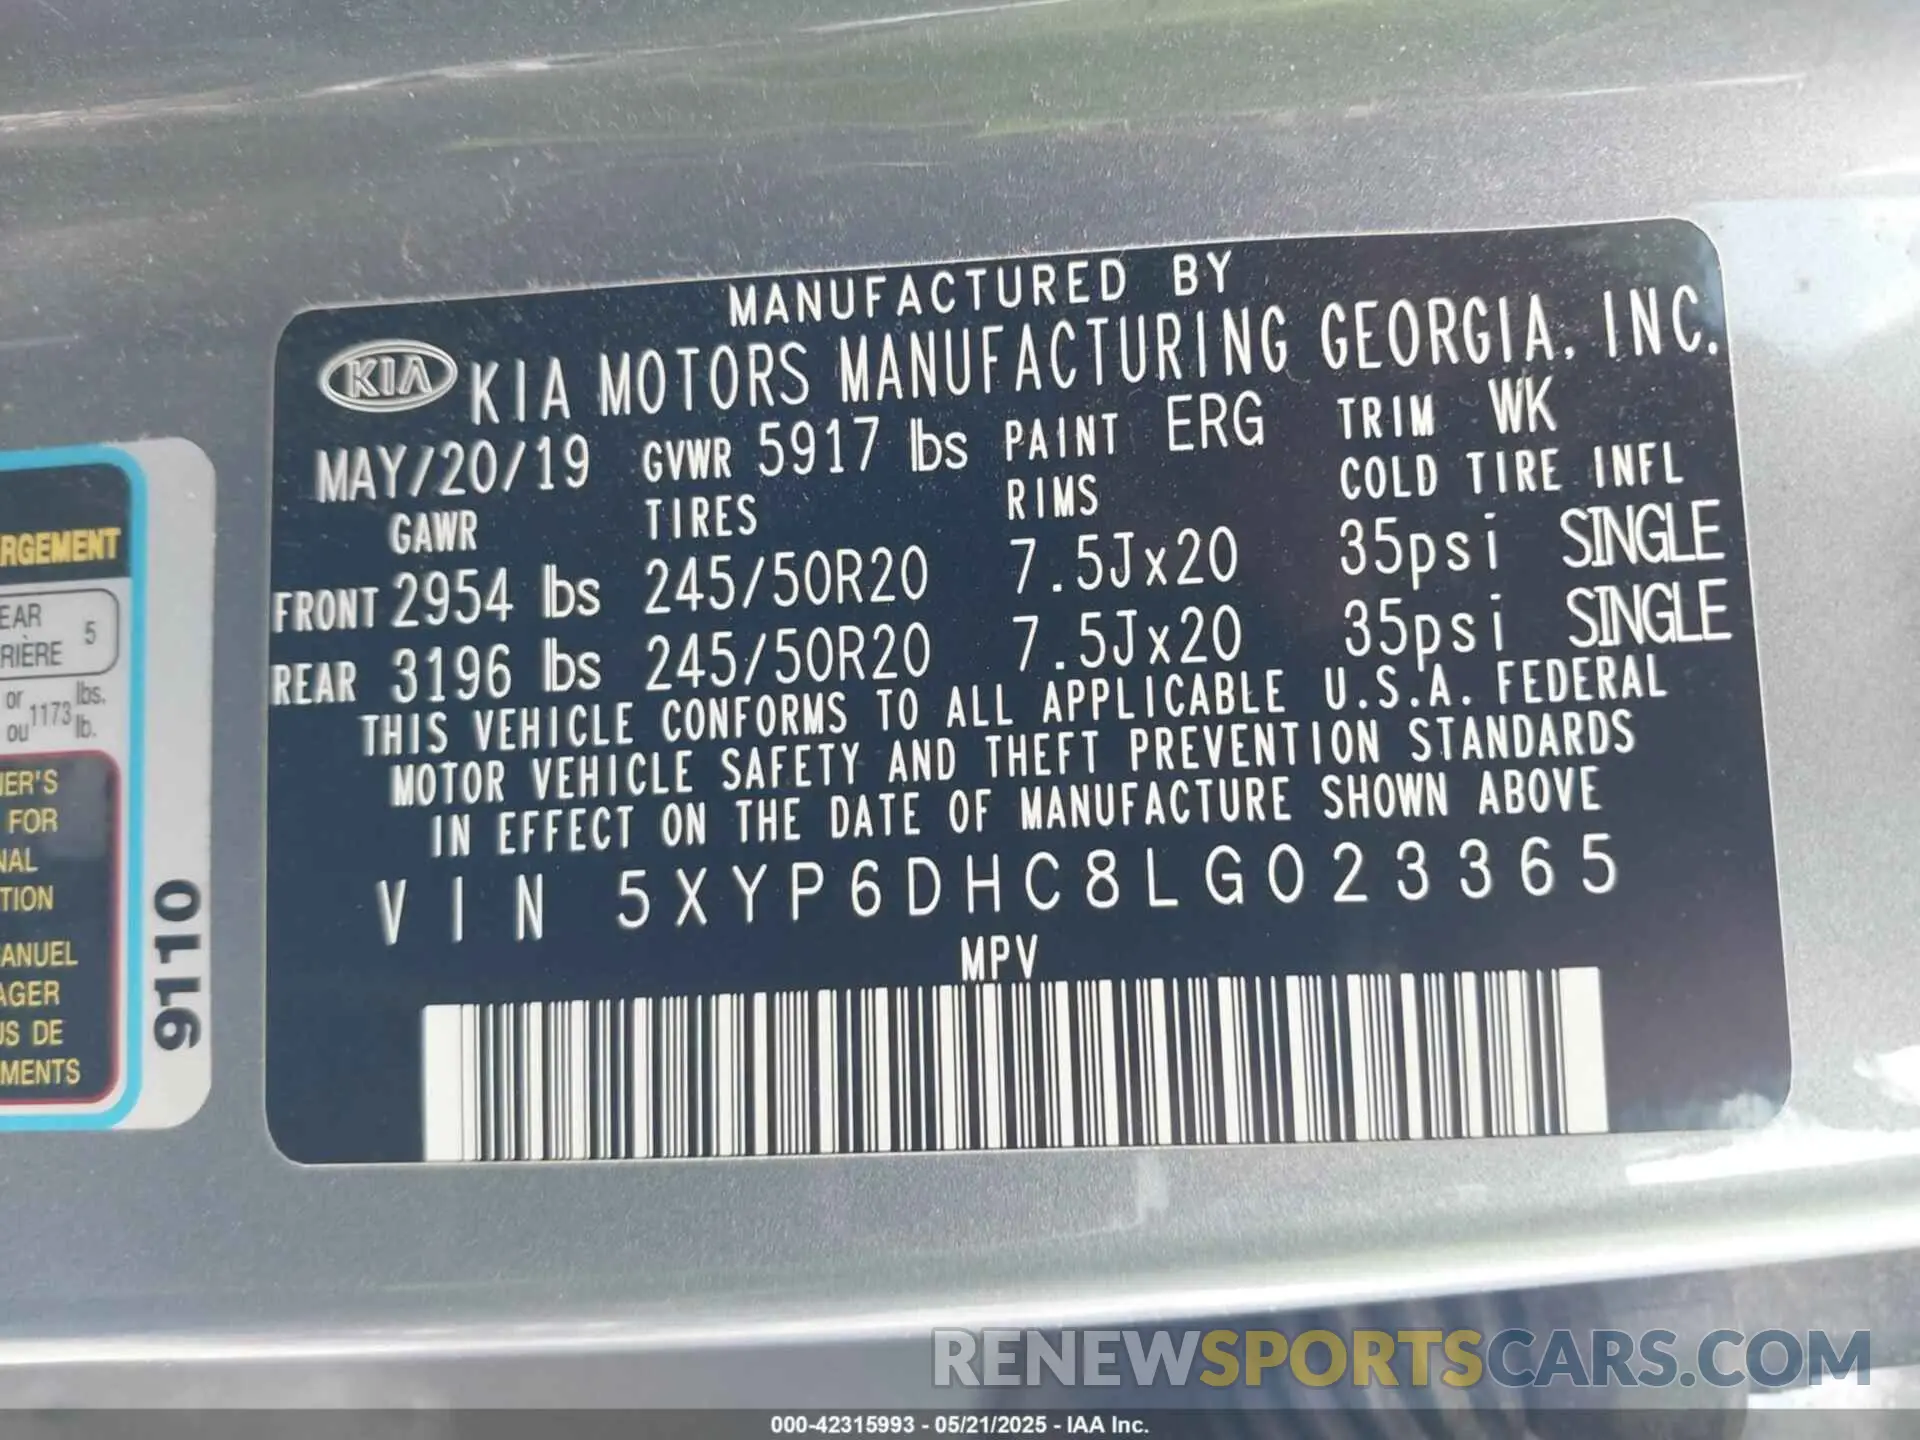 MANUFACTURED BY
KIA KIA MOTORS MANUFACTURING GEORGIA, INC.
MAY/20/19 GVWR 5917 lbs PAINT ERG TRIM WK
GAWR TIRES RIMS COLD TIRE INFL
FRONT 2954 lbs 245/50R20 7.5Jx20 35psi SINGLE
REAR 3196 lbs 245/50R20 7.5Jx20 35psi SINGLE
THIS VEHICLE CONFORMS TO ALL APPLICABLE U.S.A. FEDERAL
MOTOR VEHICLE SAFETY AND THEFT PREVENTION STANDARDS
IN EFFECT ON THE DATE OF MANUFACTURE SHOWN ABOVE
VIN 5XYP6DHC8LG023365
MPV
RGEMENT
EAR
RIÈRE 5
or 1173 lbs.
ou lb.
NER'S
FOR
NAL
TION
ANUEL
AGER
US DE
MENTS
9110
RENEWSPORTSCARS.COM
000-42315993 - 05/21/2025 - IAA Inc.